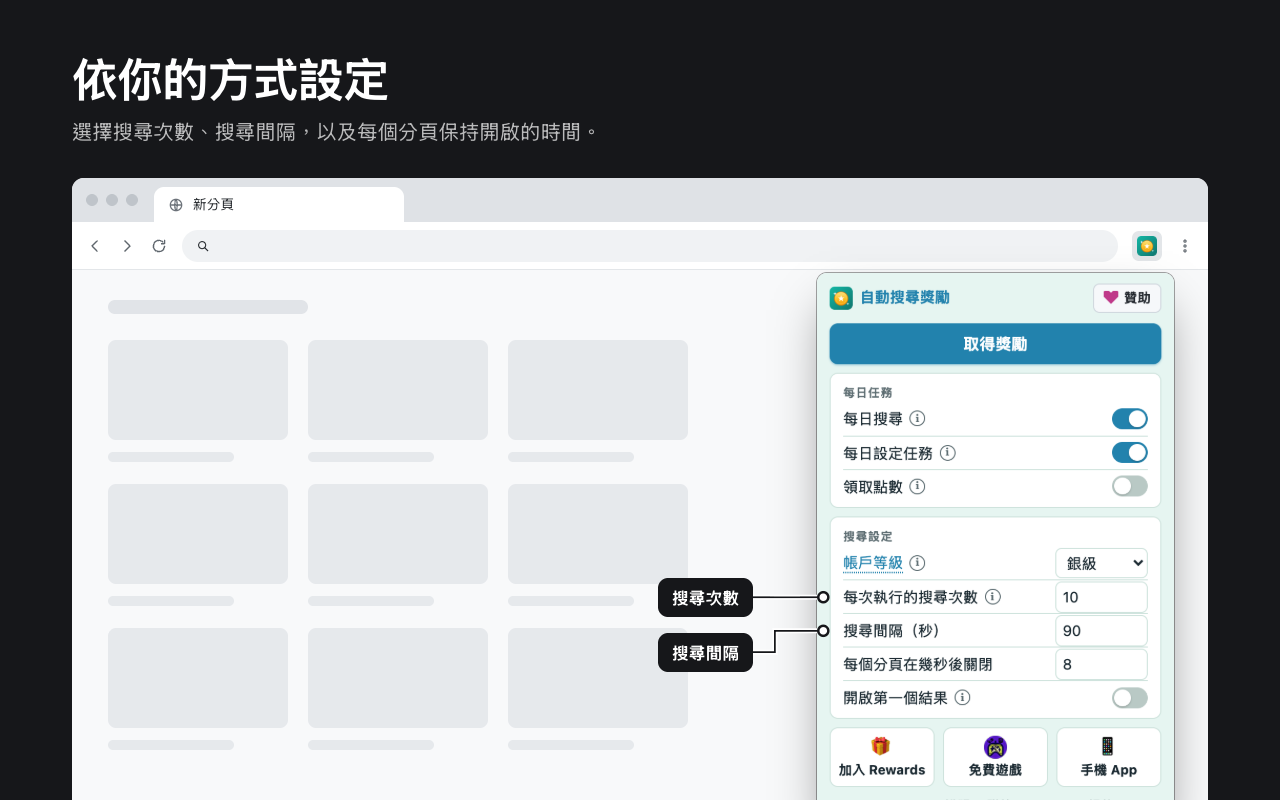 依你的方式設定
選擇搜尋次數、搜尋間隔，以及每個分頁保持開啟的時間。
新分頁
自動搜尋獎勵
贊助
取得獎勵
每日任務
每日搜尋
每日設定任務
領取點數
搜尋設定
帳戶等級
銀級
搜尋次數
每次執行的搜尋次數
10
搜尋間隔（秒）
90
搜尋間隔
每個分頁在幾秒後關閉
8
開啟第一個結果
加入 Rewards
免費遊戲
手機 App